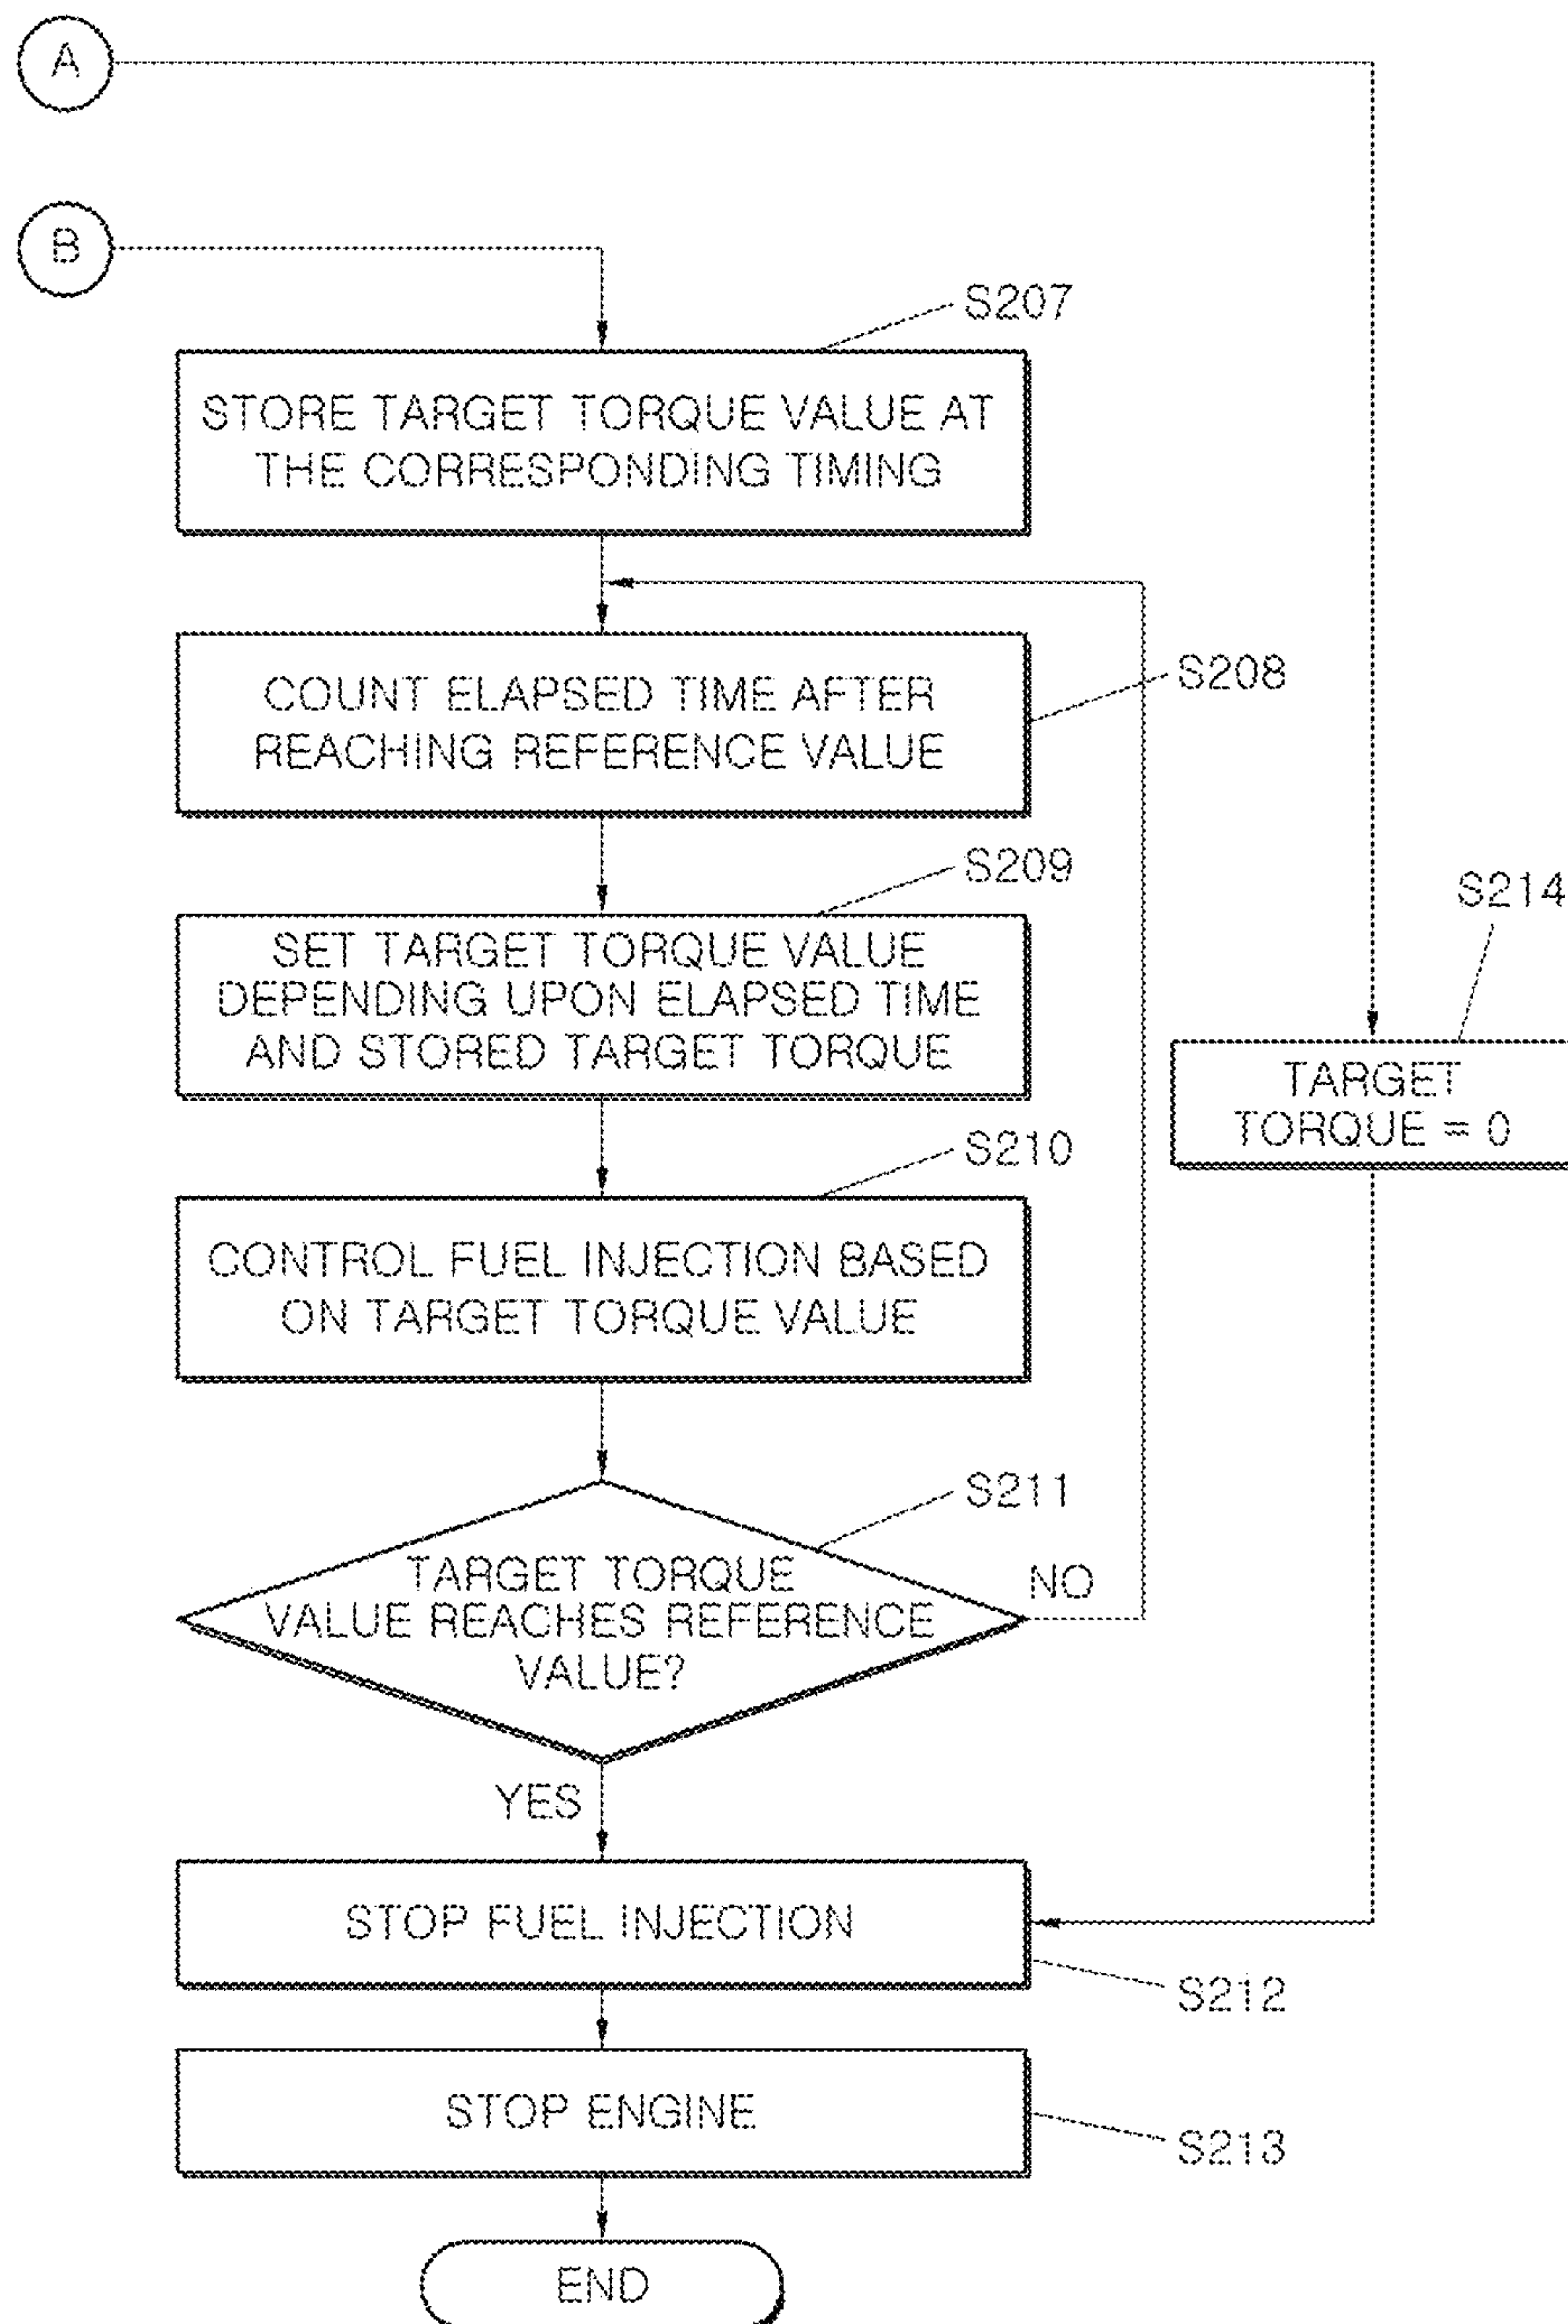 A
B
S207
STORE TARGET TORQUE VALUE AT
THE CORRESPONDING TIMING
S208
COUNT ELAPSED TIME AFTER
REACHING REFERENCE VALUE
S209
SET TARGET TORQUE VALUE
DEPENDING UPON ELAPSED TIME
AND STORED TARGET TORQUE
S214
TARGET
TORQUE = 0
S210
CONTROL FUEL INJECTION BASED
ON TARGET TORQUE VALUE
S211
TARGET TORQUE
VALUE REACHES REFERENCE
VALUE?
NO
YES
STOP FUEL INJECTION
S212
STOP ENGINE
S213
END